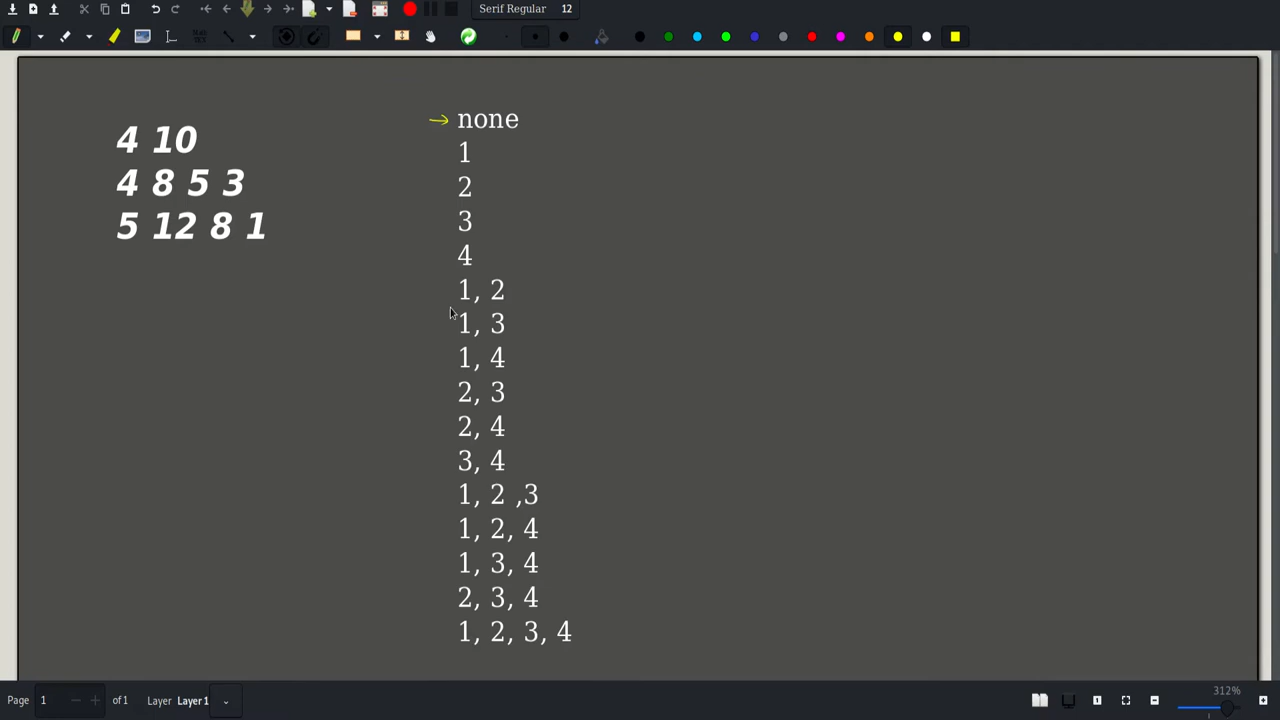 Serif Regular 12
4 10
4 8 5 3
5 12 8 1
none
1
2
3
4
1, 2
1, 3
1, 4
2, 3
2, 4
3, 4
1, 2 ,3
1, 2, 4
1, 3, 4
2, 3, 4
1, 2, 3, 4
Page 1 of 1 Layer Layer 1 312%